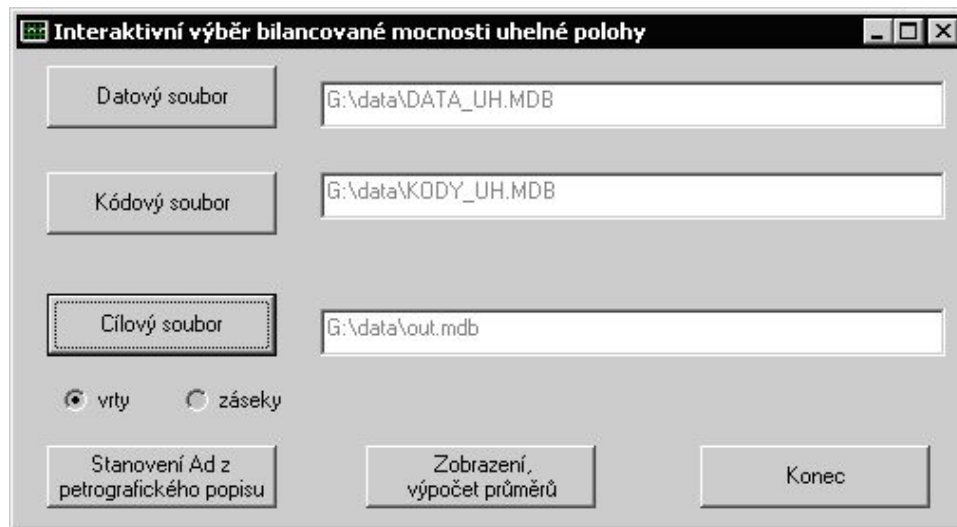 Interaktivní výběr bilancované mocnosti uhelné polohy
Datový soubor
G:\data\DATA_UH.MDB
Kódový soubor
G:\data\KODY_UH.MDB
Cílový soubor
G:\data\out.mdb
vrty
záseky
Stanovení Ad z
petrografického popisu
Zobrazení,
výpočet průměrů
Konec